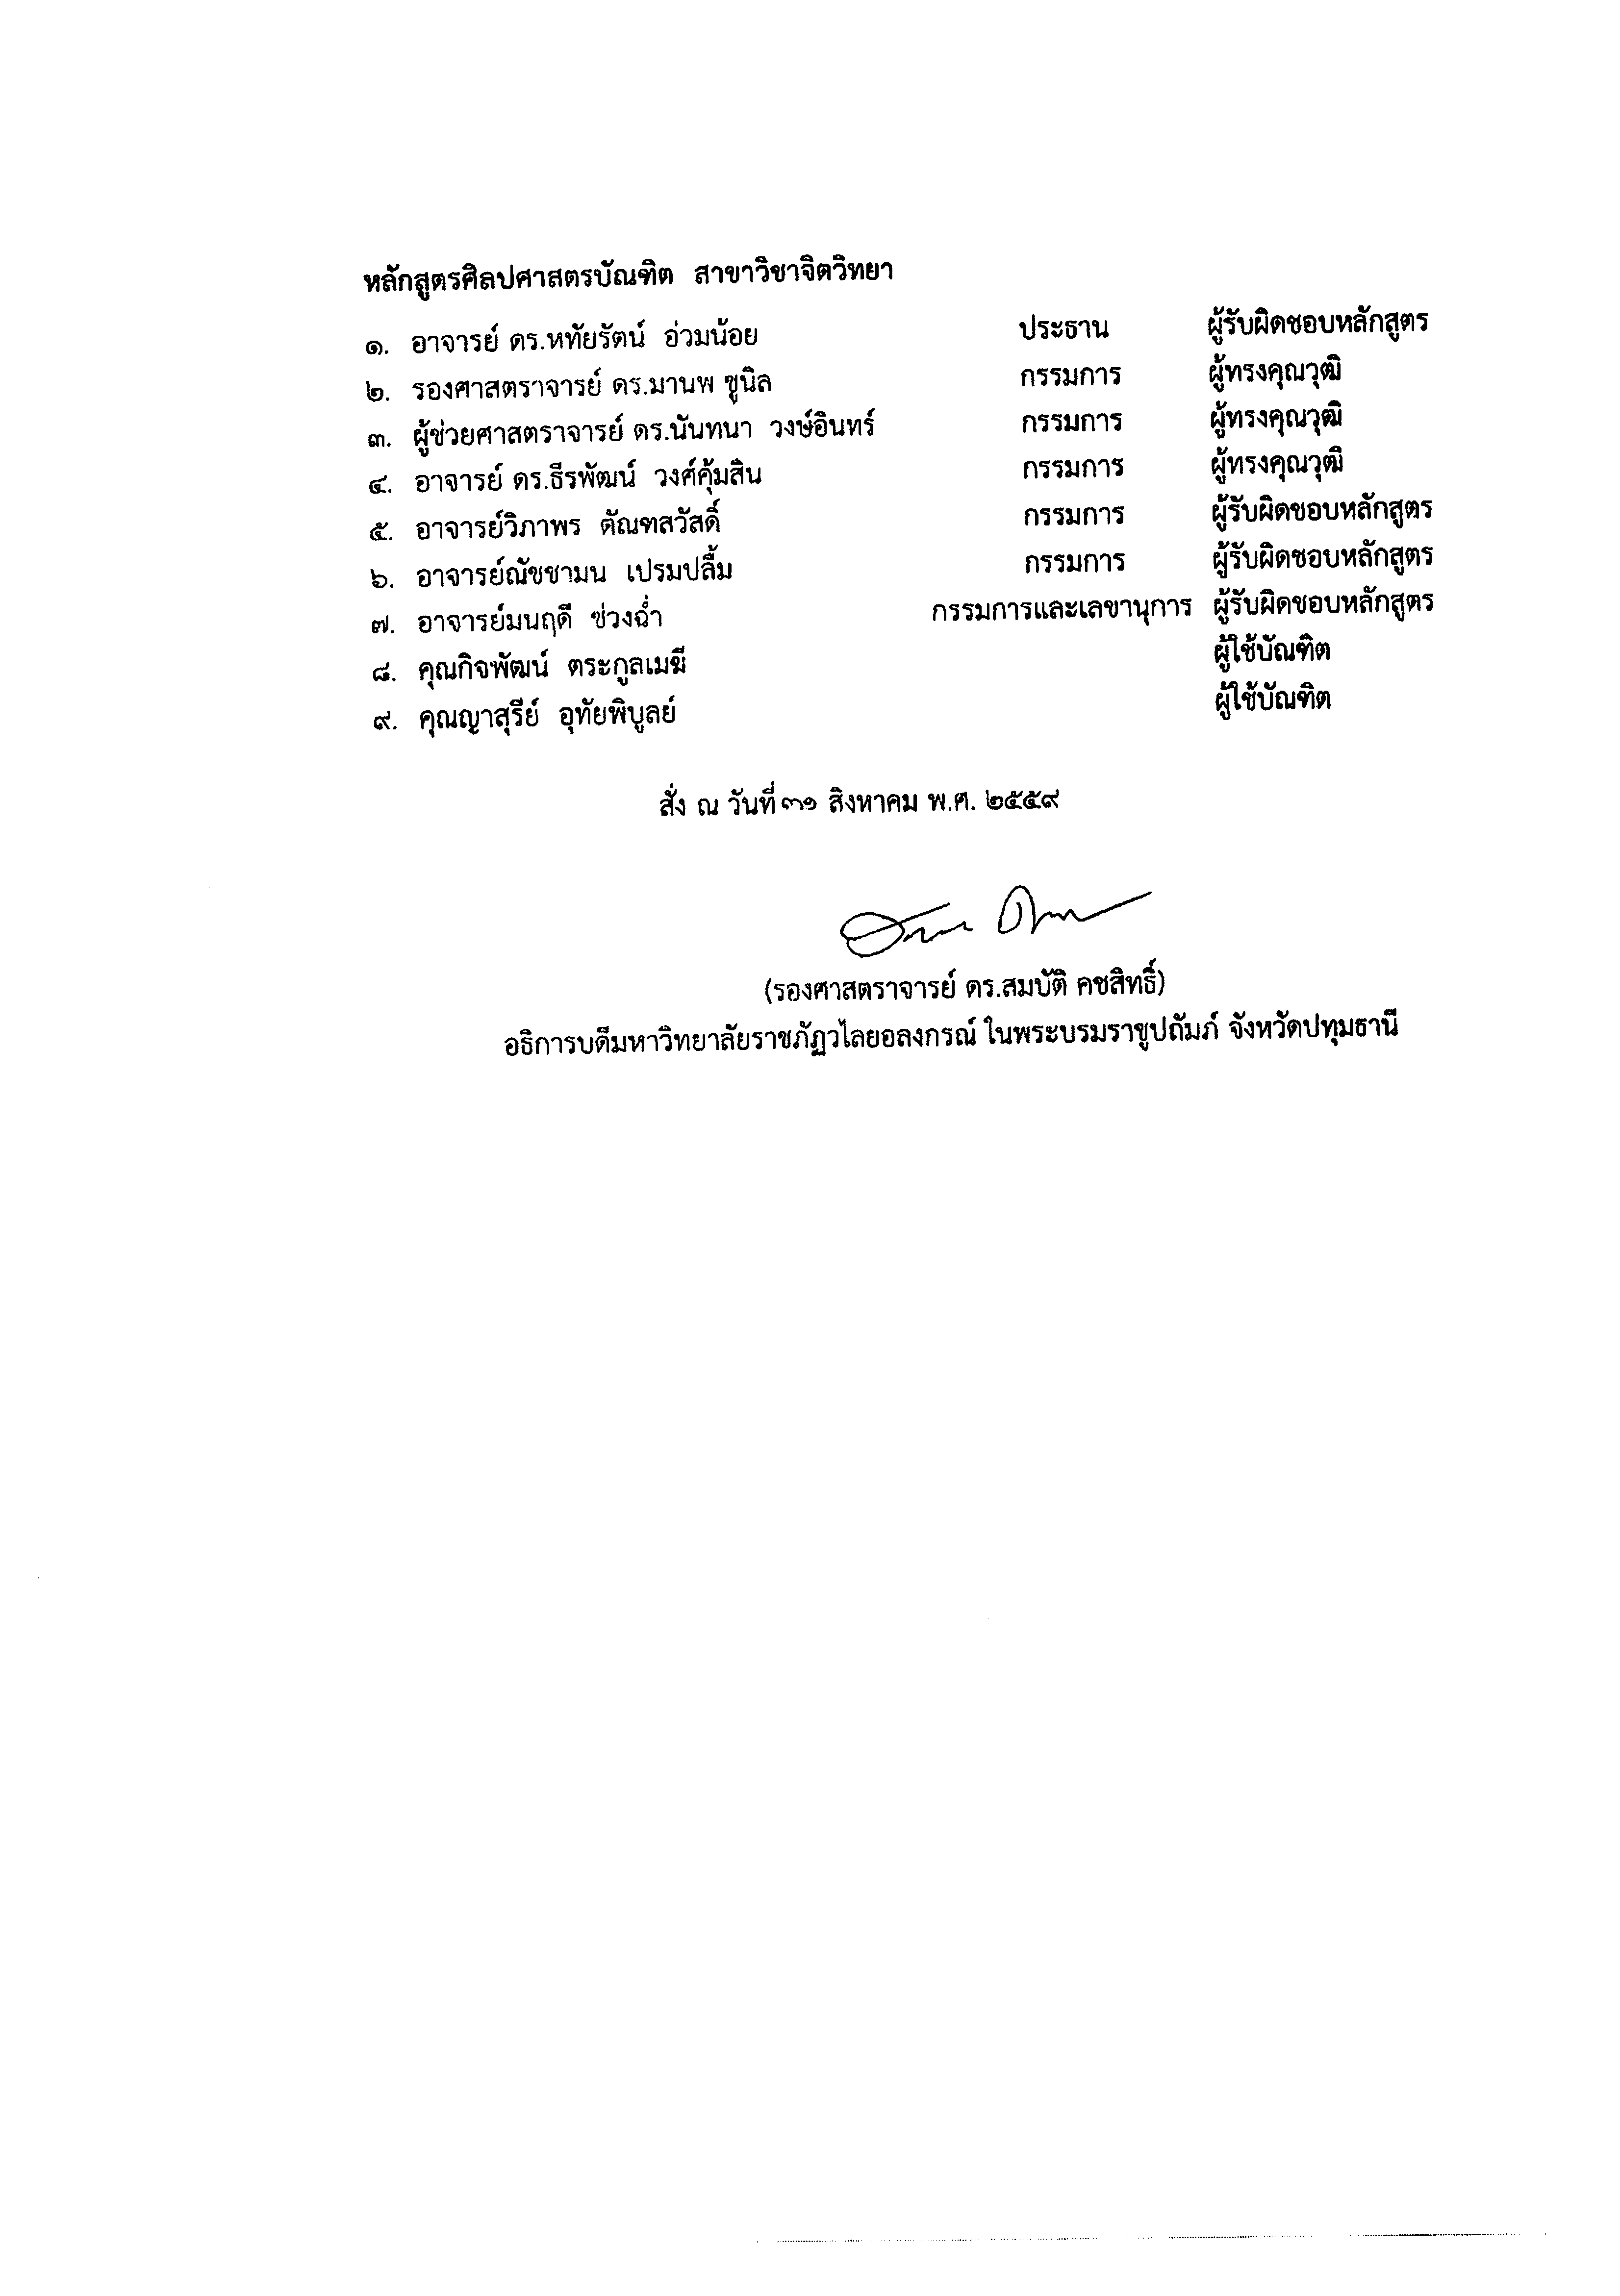 หลักสูตรศิลปศาสตรบัณฑิต สาขาวิชาจิตวิทยา
๑. อาจารย์ ดร.หทัยรัตน์ อ่วมน้อย ประธาน ผู้รับผิดชอบหลักสูตร
๒. รองศาสตราจารย์ ดร.มานพ ชูนิล กรรมการ ผู้ทรงคุณวุฒิ
๓. ผู้ช่วยศาสตราจารย์ ดร.นันทนา วงษ์อินทร์ กรรมการ ผู้ทรงคุณวุฒิ
๔. อาจารย์ ดร.ธีรพัฒน์ วงศ์คุ้มสิน กรรมการ ผู้ทรงคุณวุฒิ
๕. อาจารย์วิภาพร ตัณฑสวัสดิ์ กรรมการ ผู้รับผิดชอบหลักสูตร
๖. อาจารย์ณัชชามน เปรมปลื้ม กรรมการ ผู้รับผิดชอบหลักสูตร
๗. อาจารย์มนฤดี ช่วงฉ่ำ กรรมการและเลขานุการ ผู้รับผิดชอบหลักสูตร
๘. คุณกิจพัฒน์ ตระกูลเมฆี ผู้ใช้บัณฑิต
๙. คุณญาสุรีย์ อุทัยพิบูลย์ ผู้ใช้บัณฑิต
สั่ง ณ วันที่ ๓๑ สิงหาคม พ.ศ. ๒๕๕๙
(รองศาสตราจารย์ ดร.สมบัติ คชสิทธิ์)
อธิการบดีมหาวิทยาลัยราชภัฏวไลยอลงกรณ์ ในพระบรมราชูปถัมภ์ จังหวัดปทุมธานี